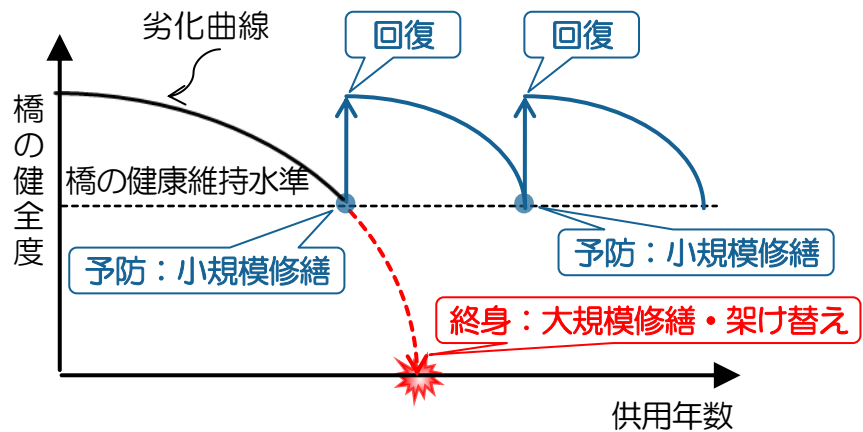 劣化曲線
回復
回復
橋の健全度
橋の健康維持水準
予防：小規模修繕
予防：小規模修繕
終身：大規模修繕・架け替え
供用年数